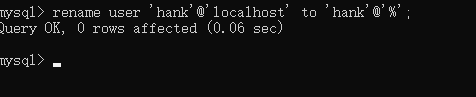 mysql> rename user 'hank'@'localhost' to 'hank'@'%';
Query OK, 0 rows affected (0.06 sec)
mysql>